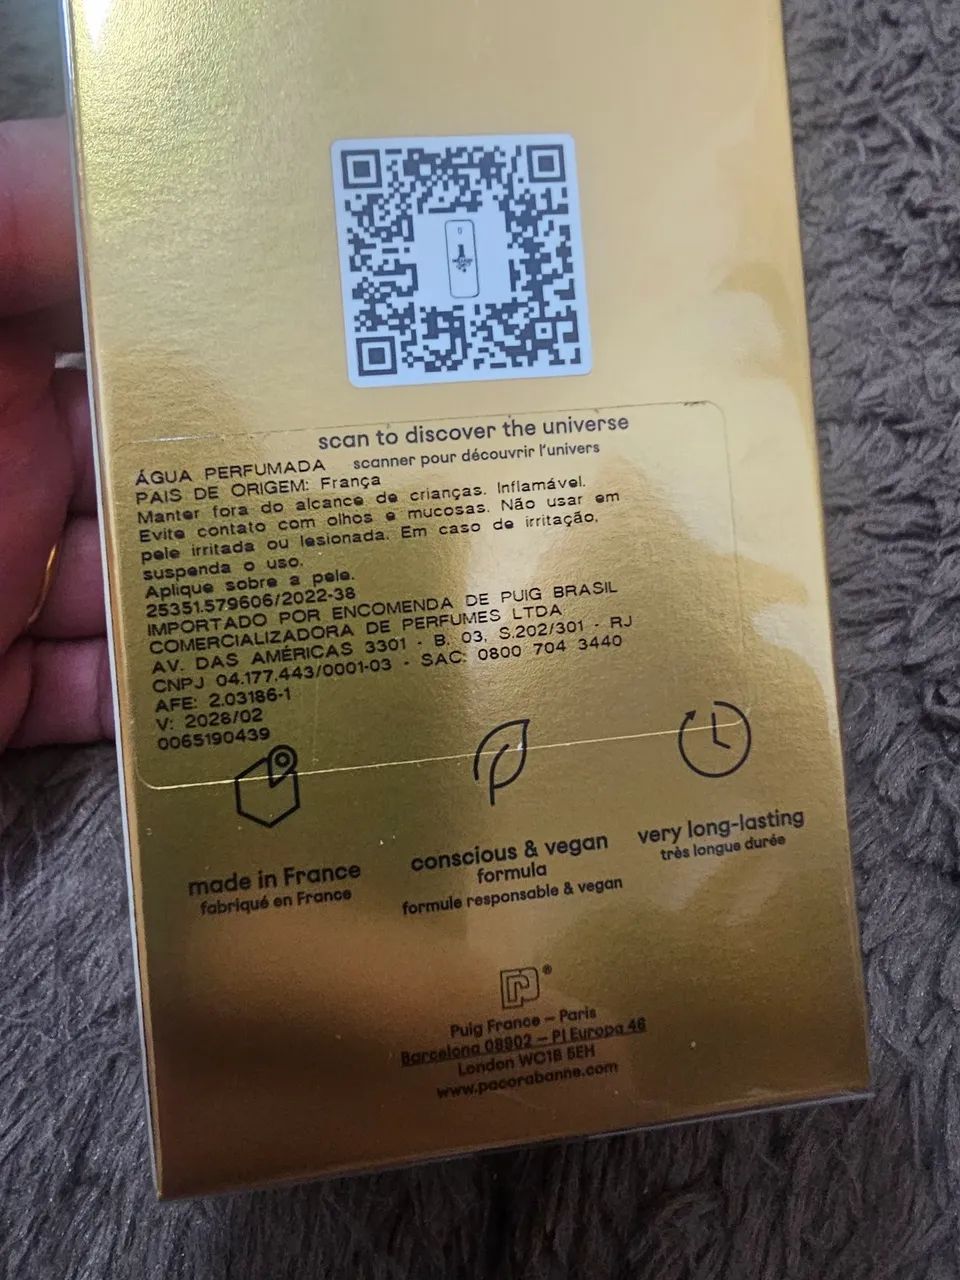 scan to discover the universe
scanner pour découvrir l'univers
ÁGUA PERFUMADA
PAIS DE ORIGEM: França
Manter fora do alcance de crianças. Inflamável.
Evite contato com olhos e mucosas. Não usar em
pele irritada ou lesionada. Em caso de irritação,
suspenda o uso.
Aplique sobre a pele.
25351.579606/2022-38
IMPORTADO POR ENCOMENDA DE PUIG BRASIL
COMERCIALIZADORA DE PERFUMES LTDA
AV. DAS AMÉRICAS 3301 - B. 03, S.202/301 - RJ
CNPJ 04.177.443/0001-03 - SAC: 0800 704 3440
AFE: 2.03186-1
V: 2028/02
0065190439
made in France
fabriqué en France
conscious & vegan
formula
formule responsable & vegan
very long-lasting
très longue durée
Puig France – Paris
Barcelona 08902 – Pl Europa 46
London WC1B 5EH
www.pacorabanne.com